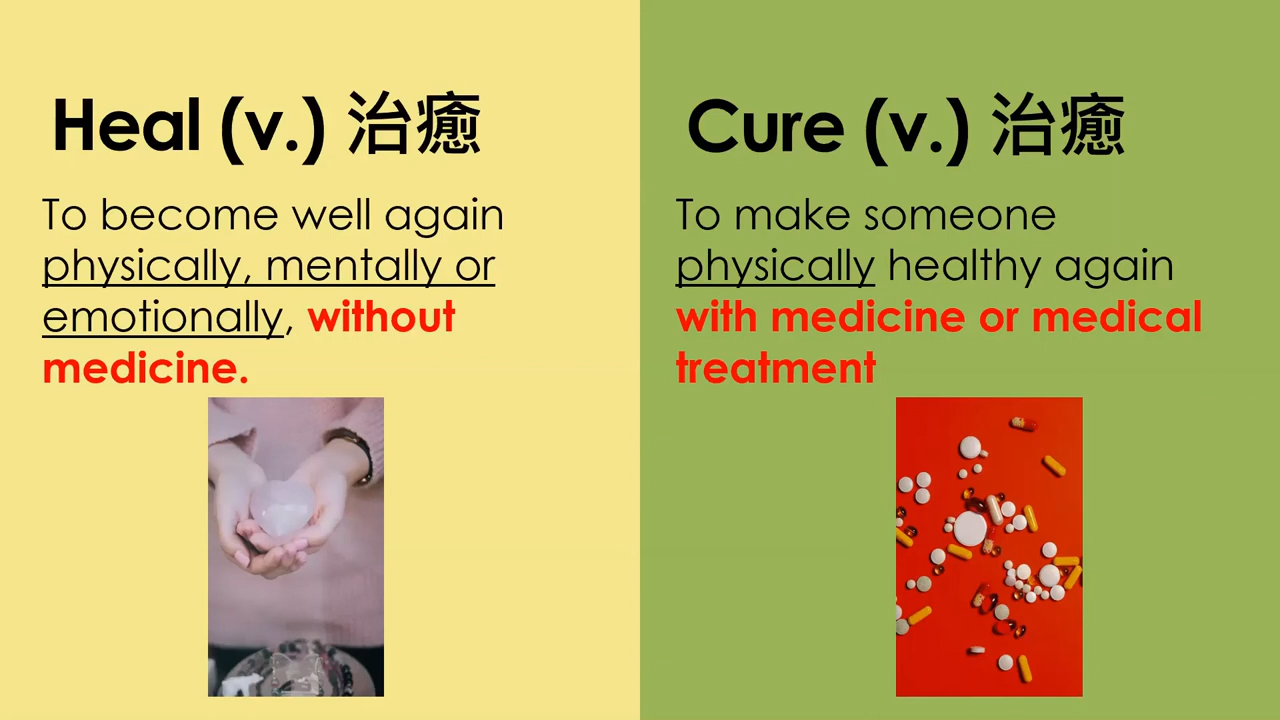 Heal (v.) 治癒
To become well again
physically, mentally or
emotionally, without
medicine.
Cure (v.) 治癒
To make someone
physically healthy again
with medicine or medical
treatment